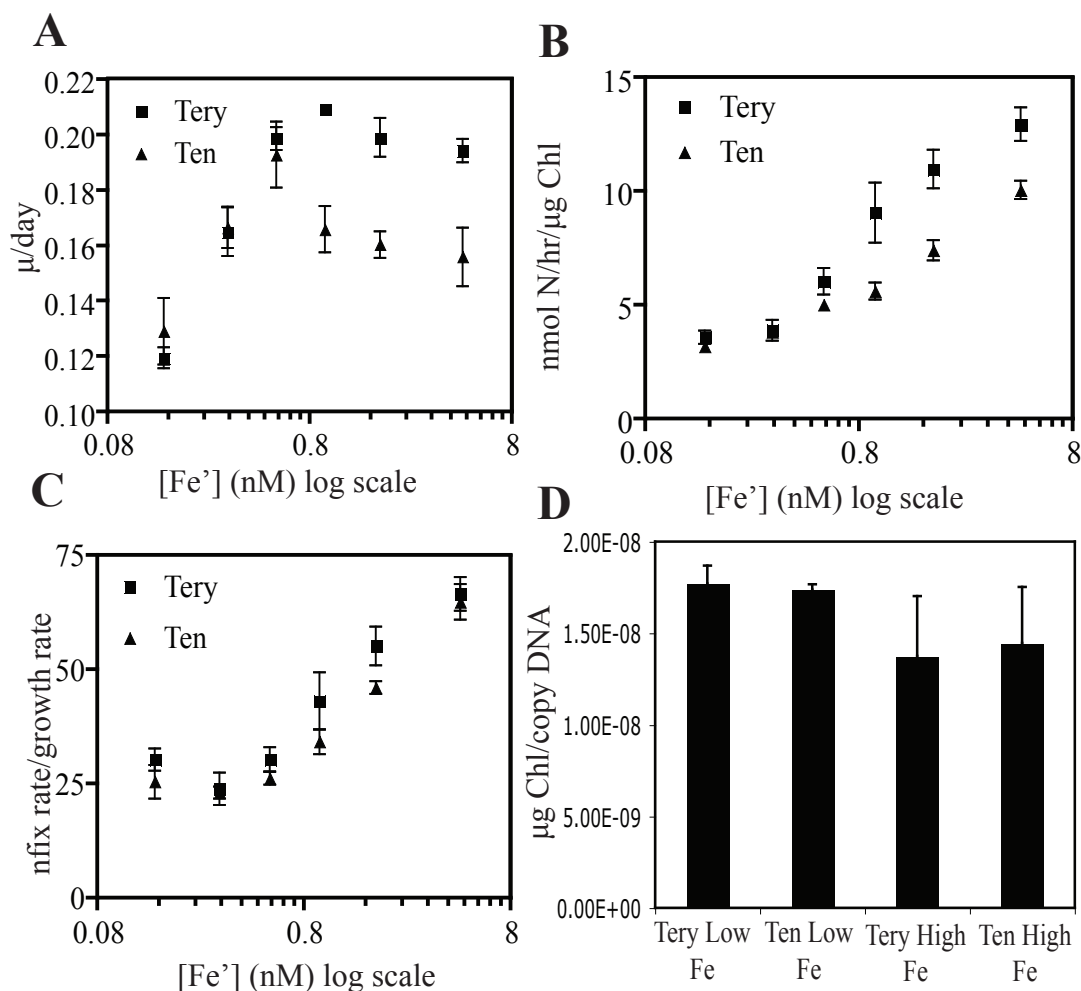 A
0.22
0.20
0.18
0.16
0.14
0.12
0.10
μ/day
Tery
Ten
0.08
0.8
8
[Fe’] (nM) log scale
B
15
10
5
0
nmol N/hr/μg Chl
Tery
Ten
0.08
0.8
8
[Fe’] (nM) log scale
C
75
50
25
0
nfix rate/growth rate
Tery
Ten
0.08
0.8
8
[Fe’] (nM) log scale
D
2.00E-08
1.50E-08
1.00E-08
5.00E-09
0.00E+00
μg Chl/copy DNA
Tery Low
Fe
Ten Low
Fe
Tery High
Fe
Ten High
Fe